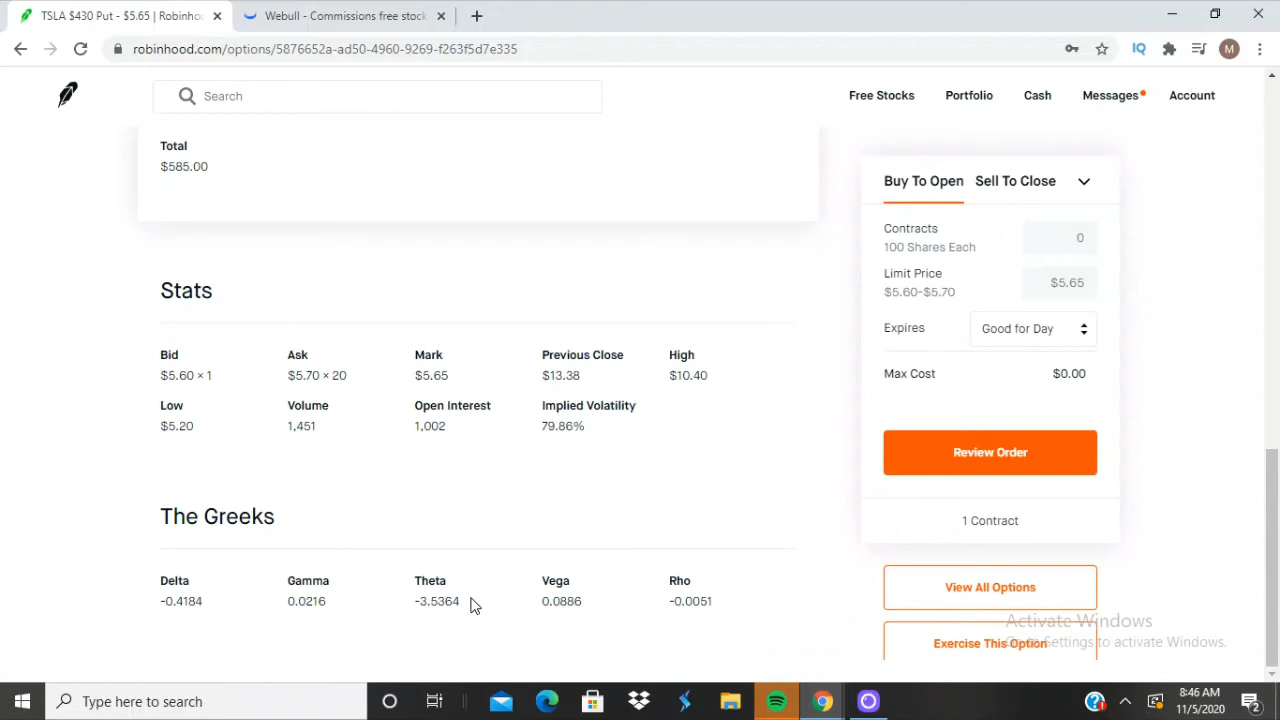 TSLA $430 Put - $5.65 | Robinhoo
Webull - Commissions free stock
robinhood.com/options/5876652a-ad50-4960-9269-f263f5d7e335
IQ
M
Search
Free Stocks
Portfolio
Cash
Messages
Account
Total
$585.00
Stats
Bid
Ask
Mark
Previous Close
High
$5.60 × 1
$5.70 × 20
$5.65
$13.38
$10.40
Low
Volume
Open Interest
Implied Volatility
$5.20
1,451
1,002
79.86%
The Greeks
Delta
Gamma
Theta
Vega
Rho
-0.4184
0.0216
-3.5364
0.0886
-0.0051
Buy To Open
Sell To Close
Contracts
100 Shares Each
0
Limit Price
$5.60-$5.70
$5.65
Expires
Good for Day
Max Cost
$0.00
Review Order
1 Contract
View All Options
Exercise This Option
Activate Windows
Go to Settings to activate Windows.
Type here to search
8:46 AM
11/5/2020
2